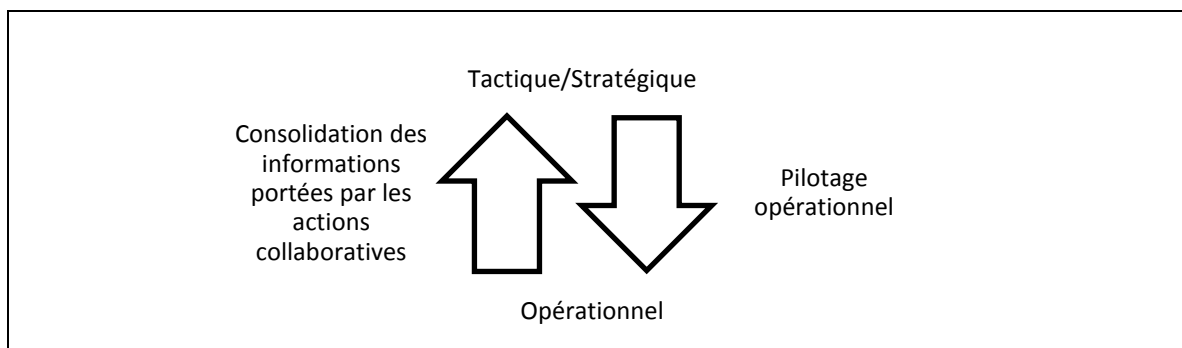 Tactique/Stratégique
Consolidation des
informations
portées par les
actions
collaboratives
Pilotage
opérationnel
Opérationnel